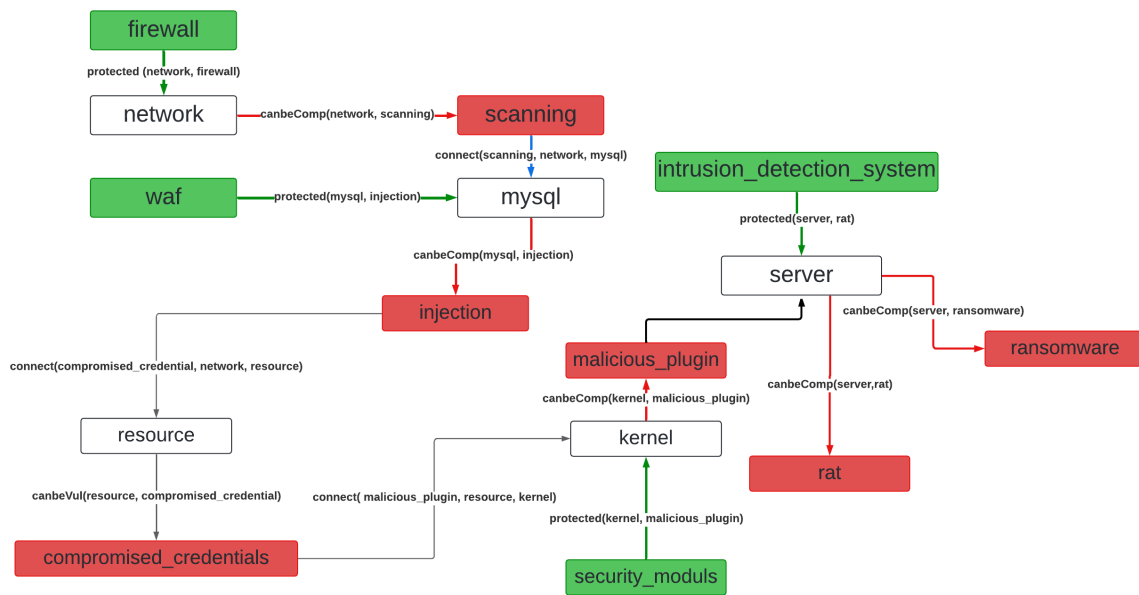 firewall
protected (network, firewall)
network
canbeComp(network, scanning)
scanning
connect(scanning, network, mysql)
intrusion_detection_system
waf
protected(mysql, injection)
mysql
protected(server, rat)
canbeComp(mysql, injection)
server
injection
canbeComp(server, ransomware)
malicious_plugin
ransomware
connect(compromised_credential, network, resource)
canbeComp(server,rat)
canbeComp(kernel, malicious_plugin)
resource
kernel
rat
canbeVul(resource, compromised_credential)
connect( malicious_plugin, resource, kernel)
protected(kernel, malicious_plugin)
compromised_credentials
security_moduls